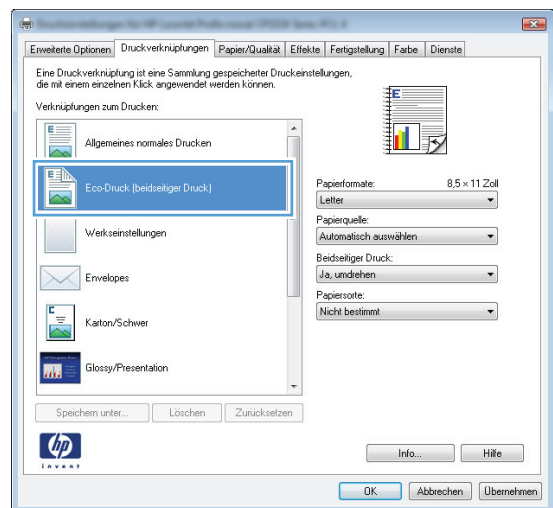 Erweiterte Optionen Druckverknüpfungen Papier/Qualität Effekte Fertigstellung Farbe Dienste
Eine Druckverknüpfung ist eine Sammlung gespeicherter Druckeinstellungen,
die mit einem einzelnen Klick angewendet werden können.
Verknüpfungen zum Drucken:
E
Allgemeines normales Drucken
E
Eco-Druck (beidseitiger Druck)
Werkseinstellungen
Envelopes
C
Karton/Schwer
Glossy/Presentation
Speichern unter... Löschen Zurücksetzen
E
Papierformate: 8,5 × 11 Zoll
Letter
Papierquelle:
Automatisch auswählen
Beidseitiger Druck:
Ja, umdrehen
Papiersorte:
Nicht bestimmt
hp
invent
Info... Hilfe
OK Abbrechen Übernehmen